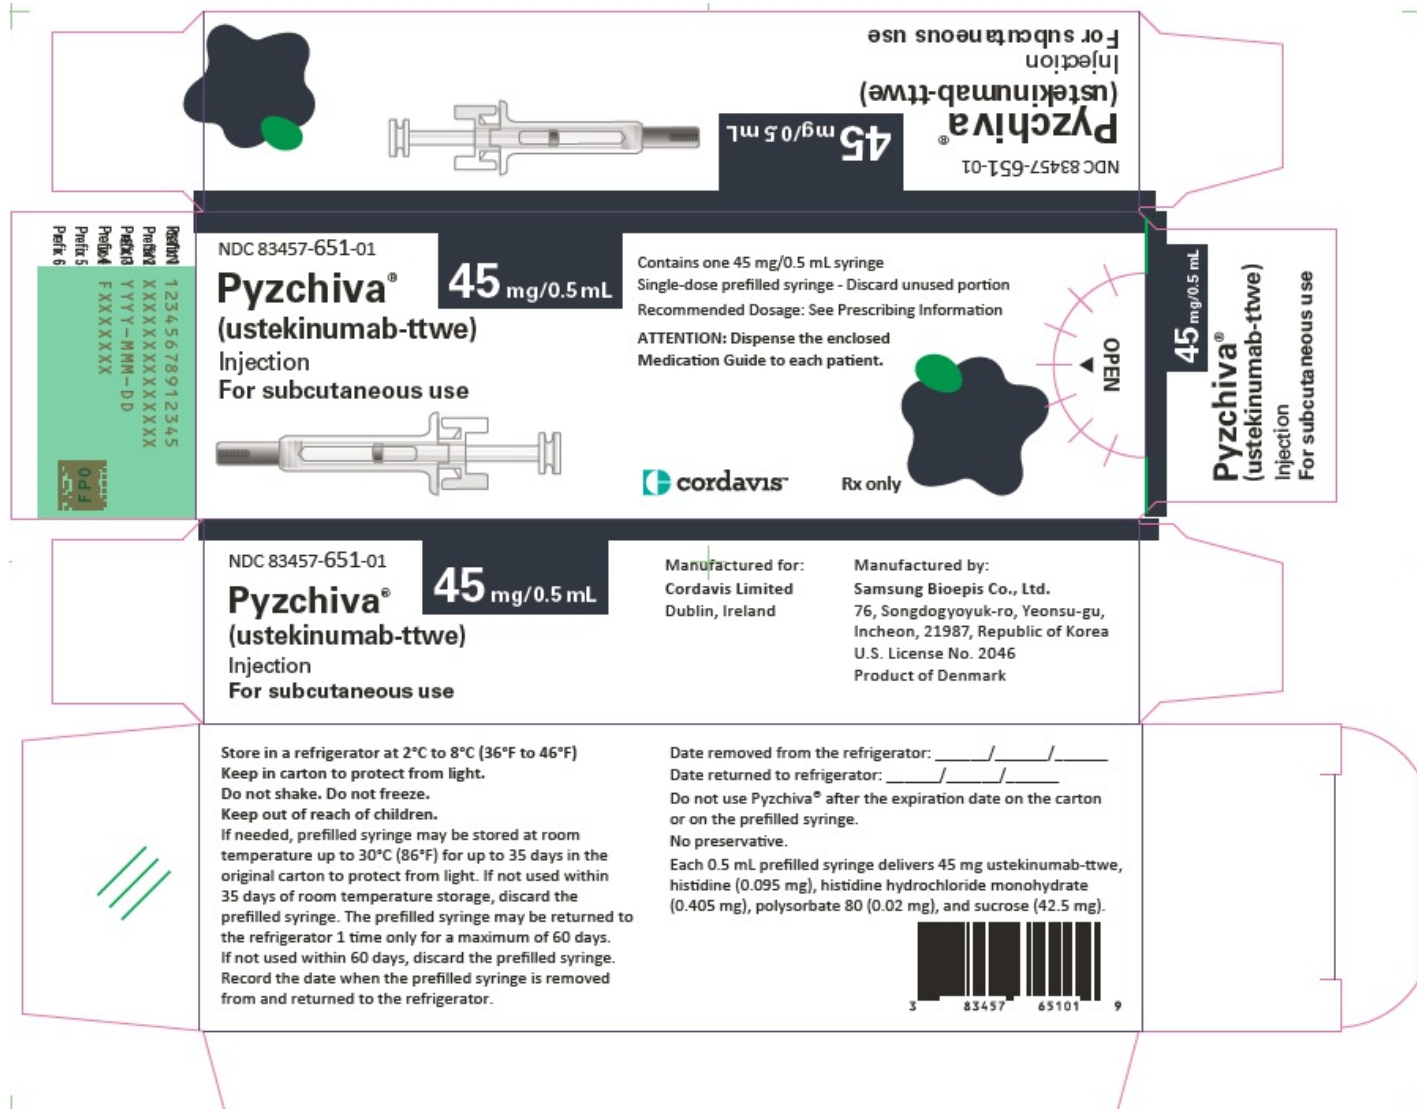 For subcutaneous use
Injection
(ustekinumab-ttwe)
Pyzchiva®
45 mg/0.5 mL
NDC 83457-651-01
Prefix 3
Prefix 4
Prefix 5
Prefix 6
12345678912345
YYYY-MMM-DD
FPO
NDC 83457-651-01
Pyzchiva®
(ustekinumab-ttwe)
Injection
For subcutaneous use
45 mg/0.5 mL
Contains one 45 mg/0.5 mL syringe
Single-dose prefilled syringe - Discard unused portion
Recommended Dosage: See Prescribing Information
ATTENTION: Dispense the enclosed
Medication Guide to each patient.
cordavis™
Rx only
OPEN
45 mg/0.5 mL
Pyzchiva®
(ustekinumab-ttwe)
Injection
For subcutaneous use
NDC 83457-651-01
Pyzchiva®
(ustekinumab-ttwe)
Injection
For subcutaneous use
45 mg/0.5 mL
Manufactured for:
Cordavis Limited
Dublin, Ireland
Manufactured by:
Samsung Bioepis Co., Ltd.
76, Songdogyoyuk-ro, Yeonsu-gu,
Incheon, 21987, Republic of Korea
U.S. License No. 2046
Product of Denmark
Store in a refrigerator at 2°C to 8°C (36°F to 46°F)
Keep in carton to protect from light.
Do not shake. Do not freeze.
Keep out of reach of children.
If needed, prefilled syringe may be stored at room
temperature up to 30°C (86°F) for up to 35 days in the
original carton to protect from light. If not used within
35 days of room temperature storage, discard the
prefilled syringe. The prefilled syringe may be returned to
the refrigerator 1 time only for a maximum of 60 days.
If not used within 60 days, discard the prefilled syringe.
Record the date when the prefilled syringe is removed
from and returned to the refrigerator.
Date removed from the refrigerator: ______/______/______
Date returned to refrigerator: ______/______/______
Do not use Pyzchiva® after the expiration date on the carton
or on the prefilled syringe.
No preservative.
Each 0.5 mL prefilled syringe delivers 45 mg ustekinumab-ttwe,
histidine (0.095 mg), histidine hydrochloride monohydrate
(0.405 mg), polysorbate 80 (0.02 mg), and sucrose (42.5 mg).
3 83457 65101 9